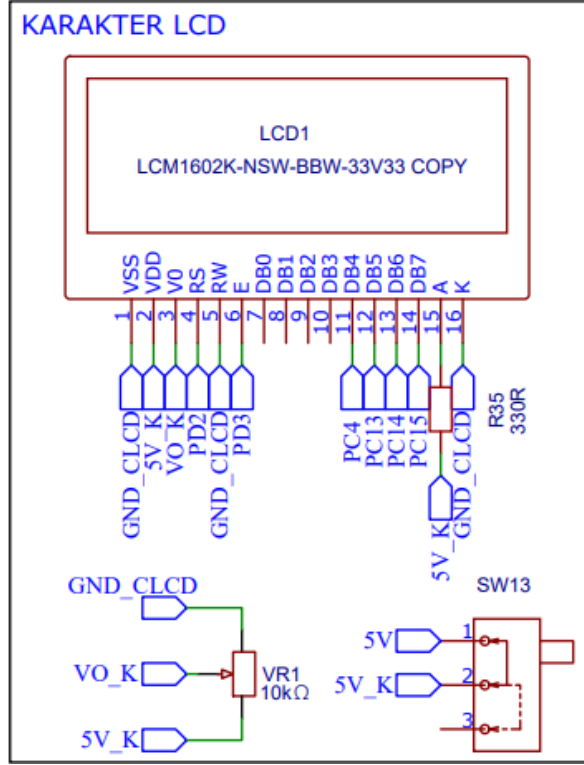 KARAKTER LCD
LCD1
LCM1602K-NSW-BBW-33V33 COPY
VSS VDD V0 RS RW E DB0 DB1 DB2 DB3 DB4 DB5 DB6 DB7 A K
1 2 3 4 5 6 7 8 9 10 11 12 13 14 15 16
GND_CLCD 5V_K VO_K PD2 GND_CLCD PD3 PC4 PC13 PC14 PC15 GND_CLCD
R35
330R
5V_K
GND_CLCD
VO_K
VR1
10kΩ
5V_K
SW13
5V 1
5V_K 2
3